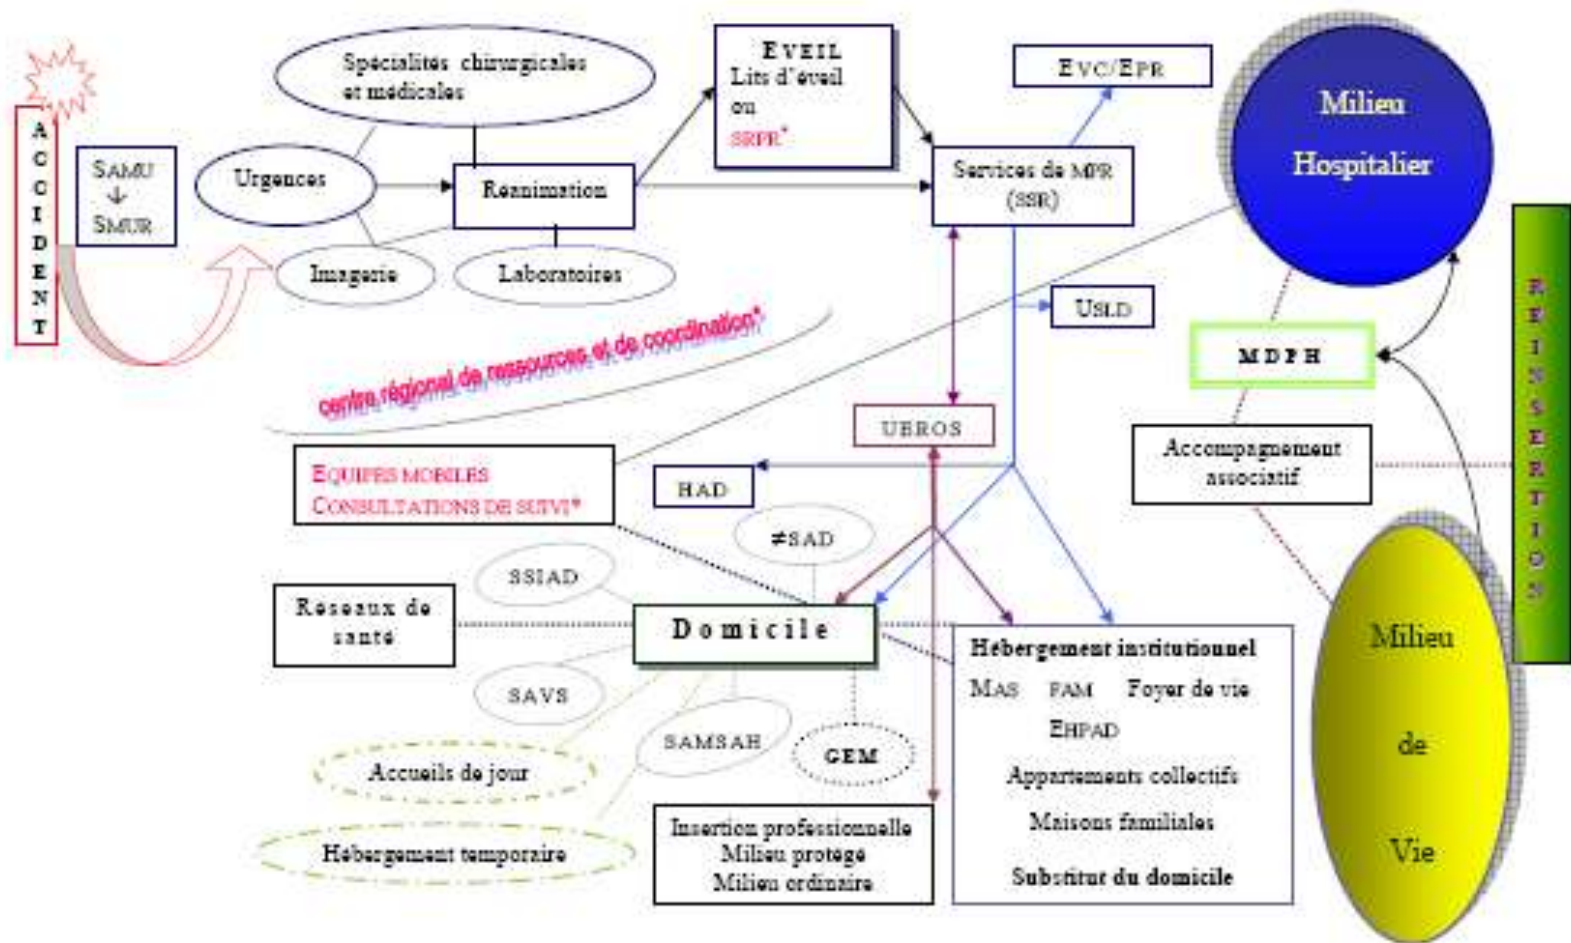 ACCIDENT
SAMU
↓
SMUR
Spécialités chirurgicales
et médicales
Urgences
Réanimation
Imagerie
Laboratoires
EVEIL
Lits d'éveil
ou
SRPR*
EVC/EPR
Services de MPR
(SSR)
USLD
Milieu
Hospitalier
MDPH
Accompagnement
associatif
REINSERTION
centre régional de ressources et de coordination*
UEROS
EQUIPES MOBILES
CONSULTATIONS DE SUIVI*
HAD
≠SAD
SSIAD
Réseaux de
santé
Domicile
SAVS
SAMSAH
GEM
Accueils de jour
Hébergement temporaire
Insertion professionnelle
Milieu protégé
Milieu ordinaire
Hébergement institutionnel
MAS FAM Foyer de vie
EHPAD
Appartements collectifs
Maisons familiales
Substitut du domicile
Milieu
de
Vie